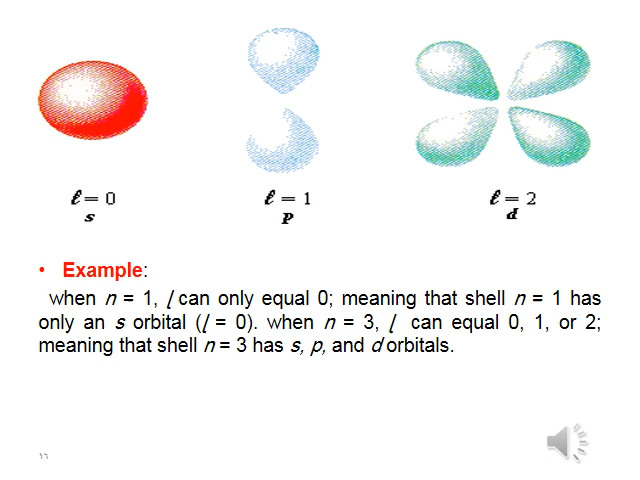 ℓ = 0 ℓ = 1 ℓ = 2
s p d
• Example:
when n = 1, l can only equal 0; meaning that shell n = 1 has
only an s orbital (l = 0). when n = 3, l can equal 0, 1, or 2;
meaning that shell n = 3 has s, p, and d orbitals.
١٦